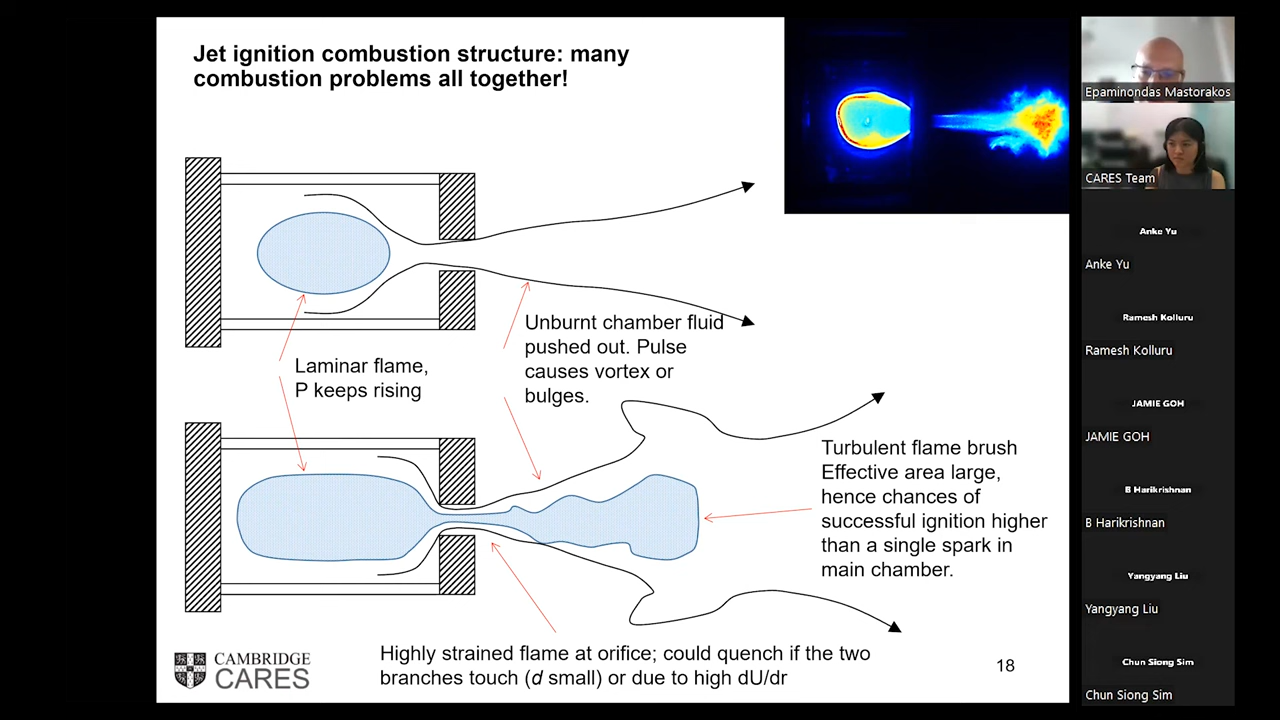 Jet ignition combustion structure: many
combustion problems all together!
Laminar flame,
P keeps rising
Unburnt chamber fluid
pushed out. Pulse
causes vortex or
bulges.
Turbulent flame brush
Effective area large,
hence chances of
successful ignition higher
than a single spark in
main chamber.
Highly strained flame at orifice; could quench if the two
branches touch (d small) or due to high dU/dr
CAMBRIDGE
CARES
18
Epaminondas Mastorakos
CARES Team
Anke Yu
Anke Yu
Ramesh Kolluru
Ramesh Kolluru
JAMIE GOH
JAMIE GOH
B Harikrishnan
B Harikrishnan
Yangyang Liu
Yangyang Liu
Chun Siong Sim
Chun Siong Sim